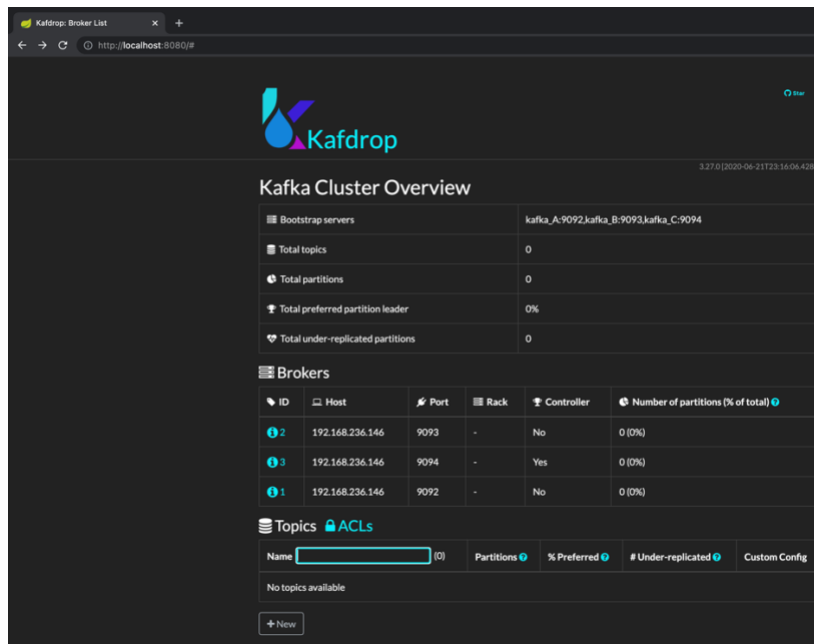 Kafdrop: Broker List
http://localhost:8080/#
Star
Kafdrop
3.27.0 [2020-06-21T23:16:06.428
Kafka Cluster Overview
Bootstrap servers kafka_A:9092,kafka_B:9093,kafka_C:9094
Total topics 0
Total partitions 0
Total preferred partition leader 0%
Total under-replicated partitions 0
Brokers
ID Host Port Rack Controller Number of partitions (% of total)
2 192.168.236.146 9093 - No 0 (0%)
3 192.168.236.146 9094 - Yes 0 (0%)
1 192.168.236.146 9092 - No 0 (0%)
Topics ACLs
Name (0) Partitions % Preferred # Under-replicated Custom Config
No topics available
+ New